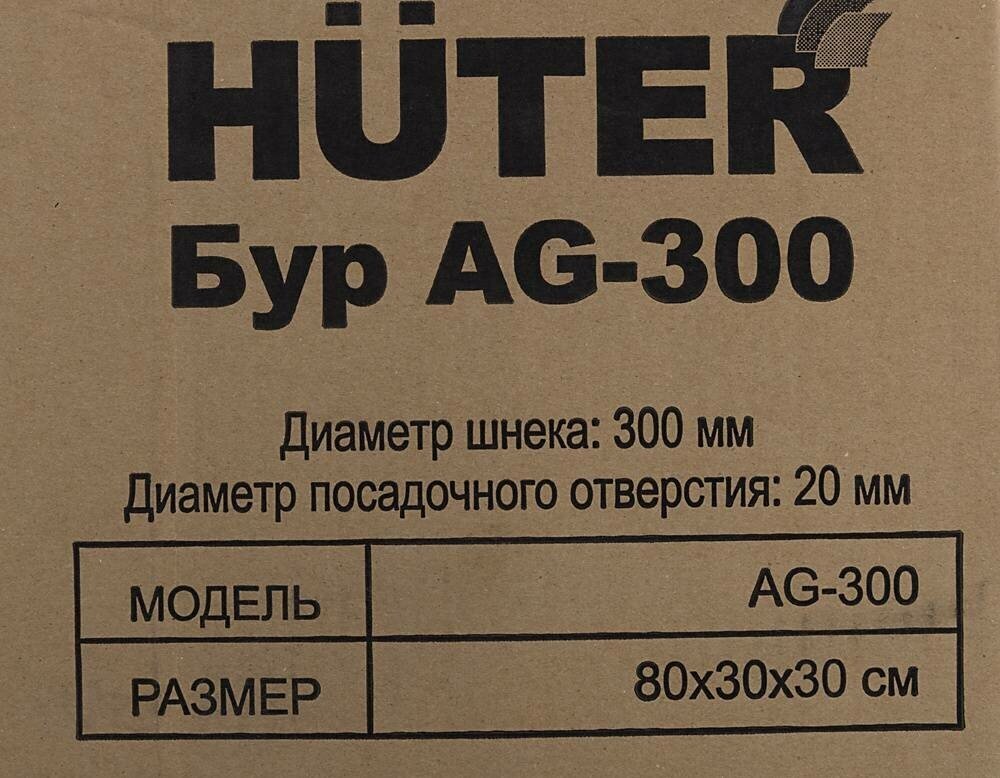 HÜTER
Бур AG-300
Диаметр шнека: 300 мм
Диаметр посадочного отверстия: 20 мм
МОДЕЛЬ AG-300
РАЗМЕР 80x30x30 см